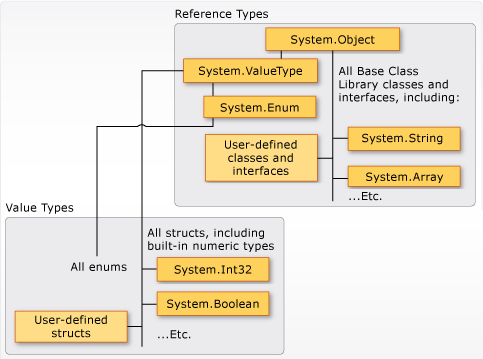 Reference Types
System.Object
System.ValueType
All Base Class
Library classes and
interfaces, including:
System.Enum
User-defined
classes and
interfaces
System.String
System.Array
...Etc.
Value Types
All structs, including
built-in numeric types
All enums
System.Int32
System.Boolean
User-defined
structs
...Etc.